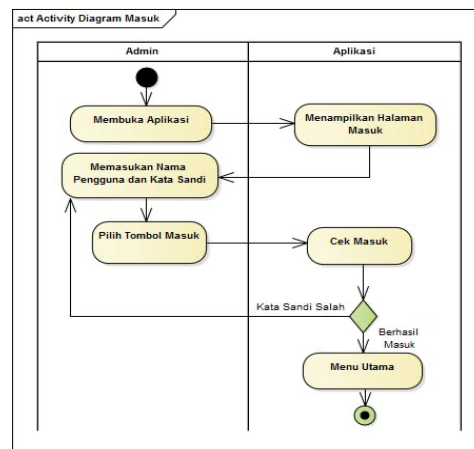 act Activity Diagram Masuk
Admin
Aplikasi
Membuka Aplikasi
Menampilkan Halaman
Masuk
Memasukan Nama
Pengguna dan Kata Sandi
Pilih Tombol Masuk
Cek Masuk
Kata Sandi Salah
Berhasil
Masuk
Menu Utama